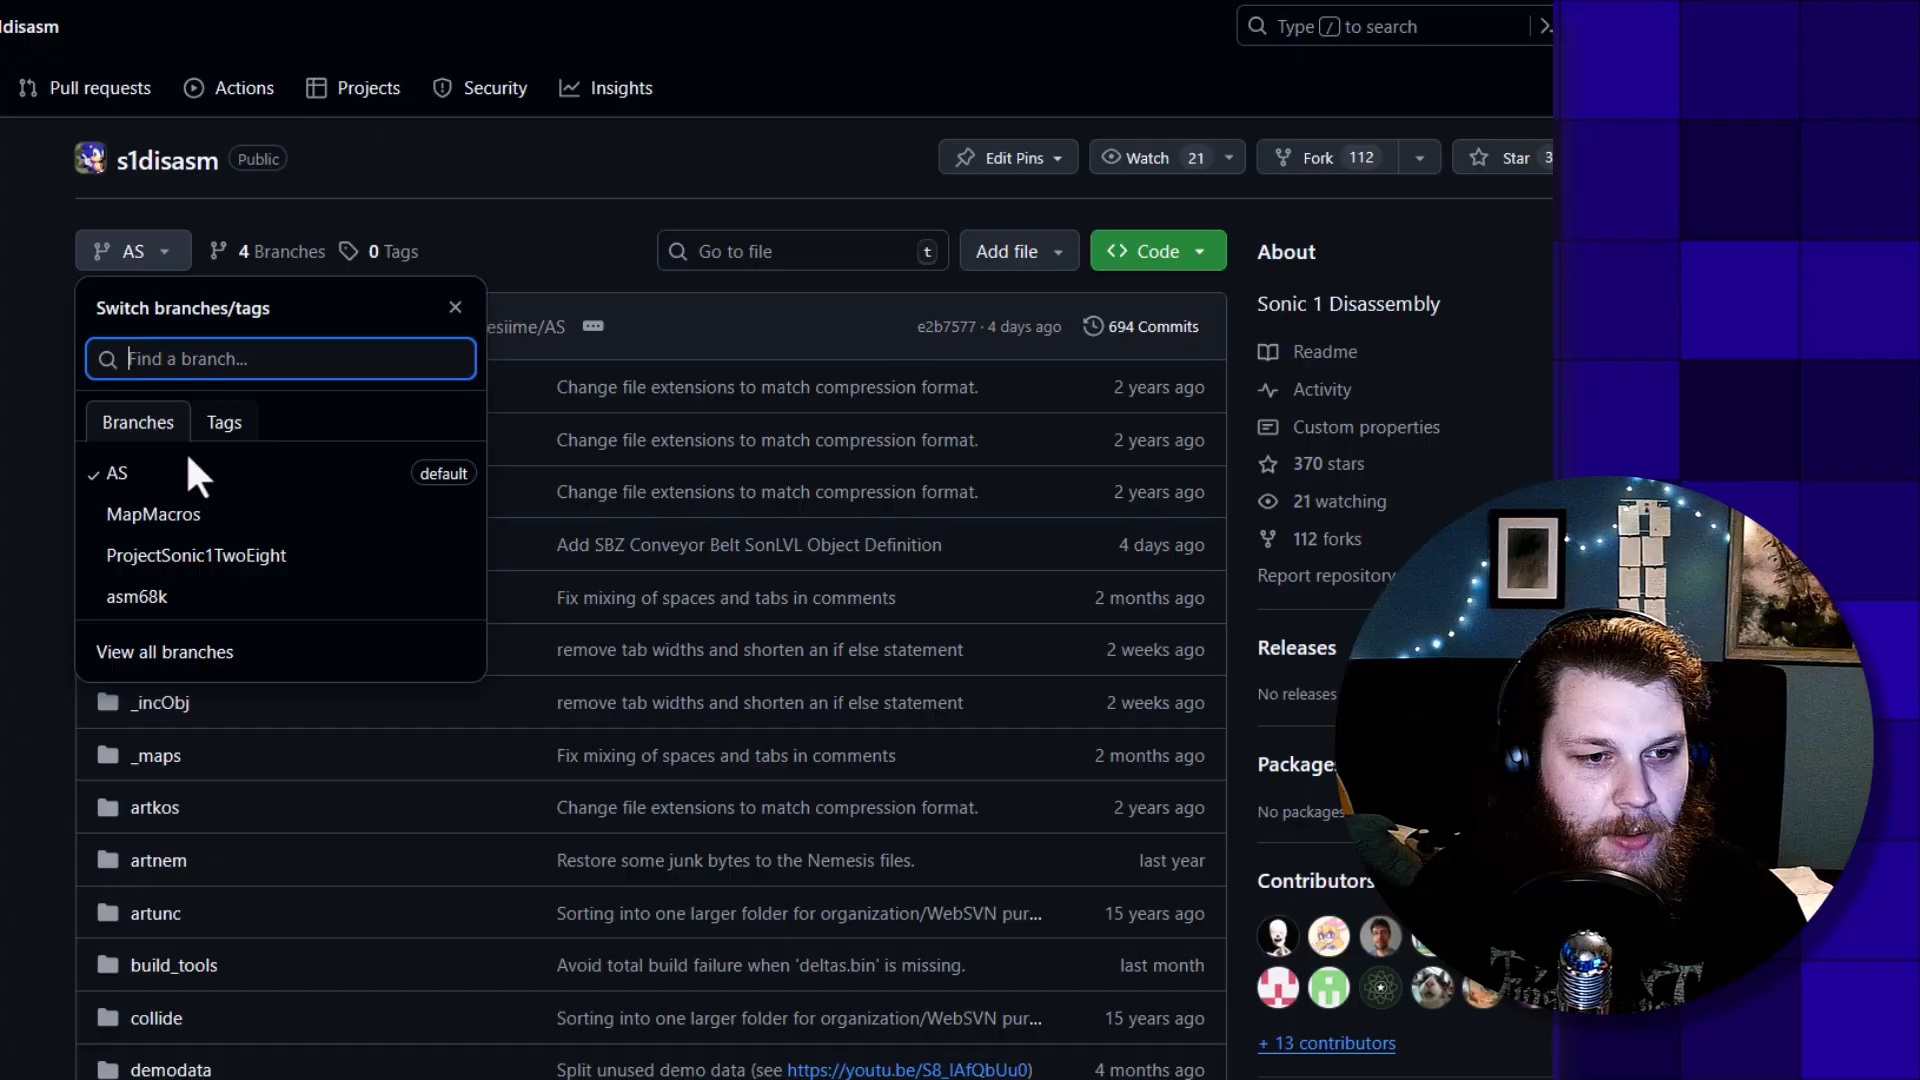 ldisasm
Type / to search
Pull requests
Actions
Projects
Security
Insights
s1disasm
Public
Edit Pins
Watch 21
Fork 112
Star 3
AS
4 Branches
0 Tags
Go to file t
Add file
Code
About
Sonic 1 Disassembly
Switch branches/tags
Find a branch...
Branches
Tags
AS default
MapMacros
ProjectSonic1TwoEight
asm68k
View all branches
esiime/AS
e2b7577 · 4 days ago
694 Commits
Change file extensions to match compression format. 2 years ago
Change file extensions to match compression format. 2 years ago
Change file extensions to match compression format. 2 years ago
Add SBZ Conveyor Belt SonLVL Object Definition 4 days ago
Fix mixing of spaces and tabs in comments 2 months ago
remove tab widths and shorten an if else statement 2 weeks ago
_incObj remove tab widths and shorten an if else statement 2 weeks ago
_maps Fix mixing of spaces and tabs in comments 2 months ago
artkos Change file extensions to match compression format. 2 years ago
artnem Restore some junk bytes to the Nemesis files. last year
artunc Sorting into one larger folder for organization/WebSVN pur... 15 years ago
build_tools Avoid total build failure when 'deltas.bin' is missing. last month
collide Sorting into one larger folder for organization/WebSVN pur... 15 years ago
demodata Split unused demo data (see https://youtu.be/S8_lAfQbUu0) 4 months ago
Readme
Activity
Custom properties
370 stars
21 watching
112 forks
Report repository
Releases
No releases
Packages
No packages
Contributors
+ 13 contributors